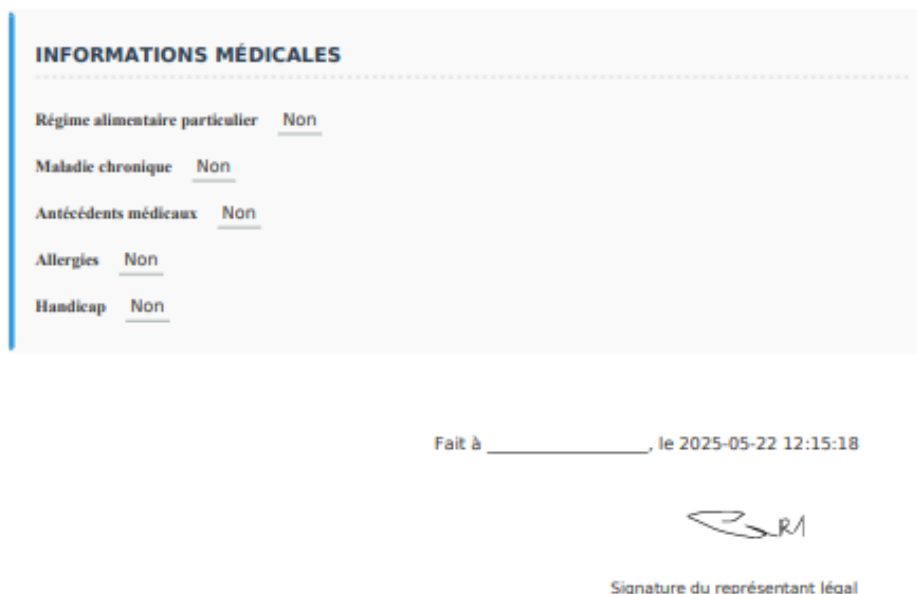 INFORMATIONS MÉDICALES
Régime alimentaire particulier Non
Maladie chronique Non
Antécédents médicaux Non
Allergies Non
Handicap Non
Fait à _________________, le 2025-05-22 12:15:18
Signature du représentant légal